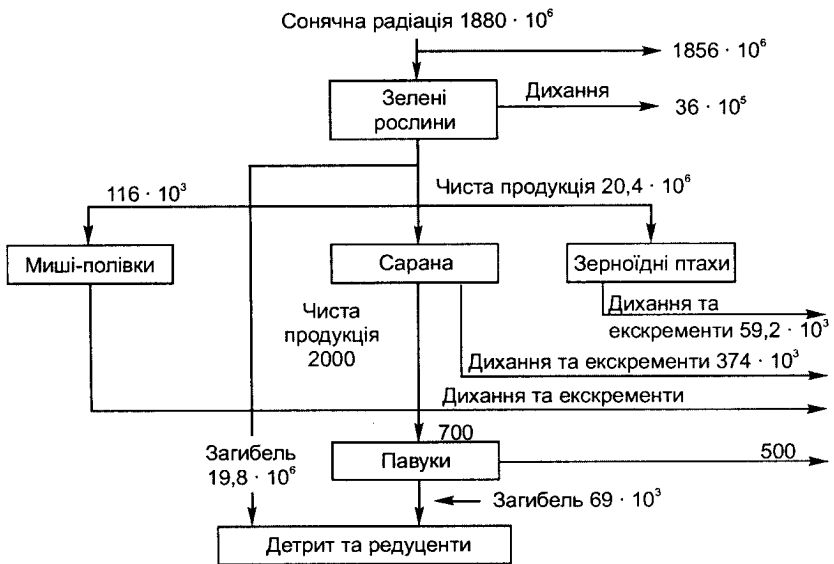 Сонячна радіація 1880 · 10⁶
1856 · 10⁶
Зелені
рослини
Дихання
36 · 10⁵
116 · 10³
Чиста продукція 20,4 · 10⁶
Миші-полівки
Сарана
Зерноїдні птахи
Чиста
продукція
2000
Дихання та
екскременти 59,2 · 10³
Дихання та екскременти 374 · 10³
Дихання та екскременти
700
Загибель
19,8 · 10⁶
Павуки
500
Загибель 69 · 10³
Детрит та редуценти